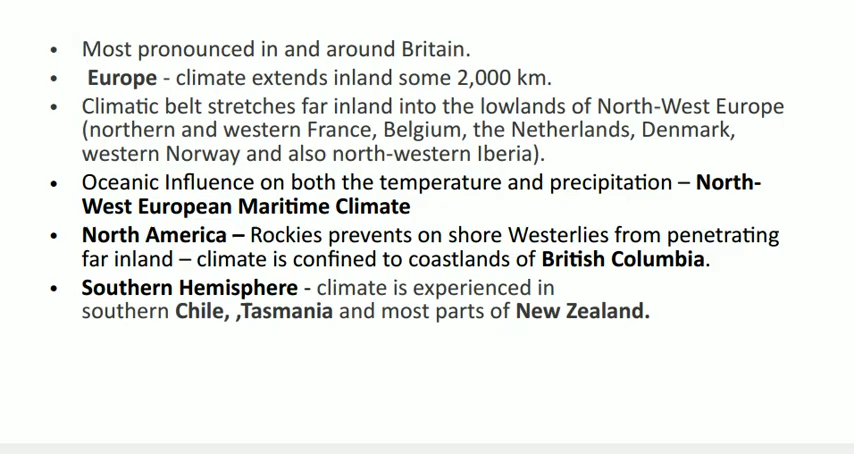 • Most pronounced in and around Britain.
• Europe - climate extends inland some 2,000 km.
• Climatic belt stretches far inland into the lowlands of North-West Europe
(northern and western France, Belgium, the Netherlands, Denmark,
western Norway and also north-western Iberia).
• Oceanic Influence on both the temperature and precipitation – North-
West European Maritime Climate
• North America – Rockies prevents on shore Westerlies from penetrating
far inland – climate is confined to coastlands of British Columbia.
• Southern Hemisphere - climate is experienced in
southern Chile, ,Tasmania and most parts of New Zealand.